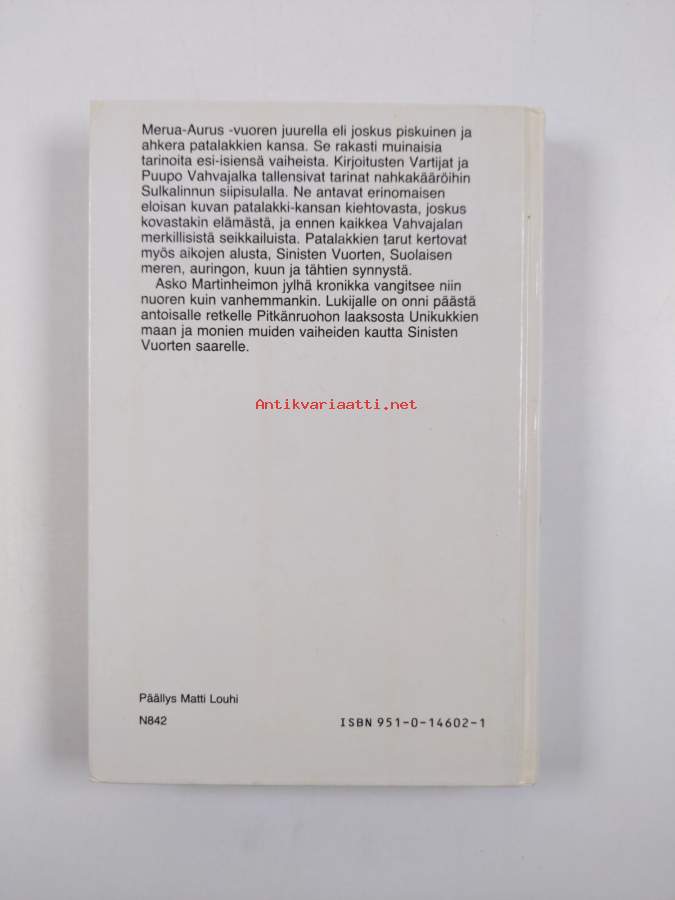 Merua-Aurus -vuoren juurella eli joskus piskuinen ja
ahkera patalakkien kansa. Se rakasti muinaisia
tarinoita esi-isiensä vaiheista. Kirjoitusten Vartijat ja
Puupo Vahvajalka tallensivat tarinat nahkakääröihin
Sulkalinnun siipisulalla. Ne antavat erinomaisen
eloisan kuvan patalakki-kansan kiehtovasta, joskus
kovastakin elämästä, ja ennen kaikkea Vahvajalan
merkillisistä seikkailuista. Patalakkien tarut kertovat
myös aikojen alusta, Sinisten Vuorten, Suolaisen
meren, auringon, kuun ja tähtien synnystä.
Asko Martinheimon jylhä kronikka vangitsee niin
nuoren kuin vanhemmankin. Lukijalle on onni päästä
antoisalle retkelle Pitkänruohon laaksosta Unikukkien
maan ja monien muiden vaiheiden kautta Sinisten
Vuorten saarelle.
Antikvariaatti.net
Päällys Matti Louhi
N842
ISBN 951-0-14602-1